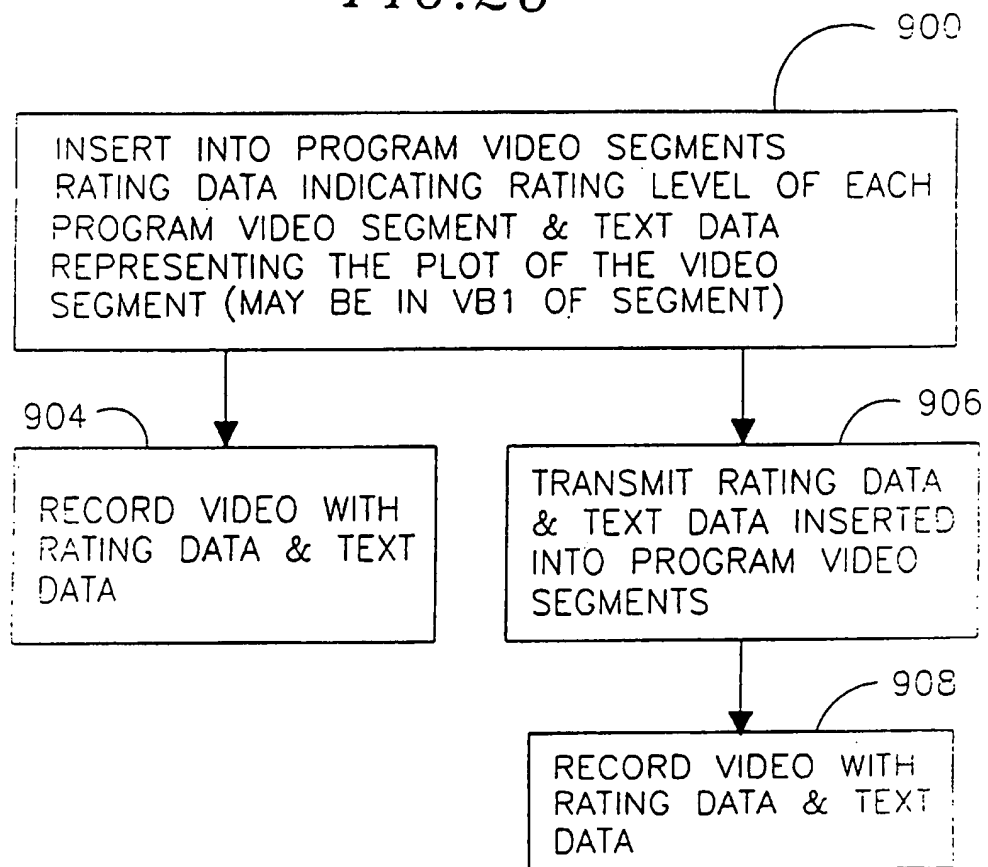 FIG.26
900
INSERT INTO PROGRAM VIDEO SEGMENTS
RATING DATA INDICATING RATING LEVEL OF EACH
PROGRAM VIDEO SEGMENT & TEXT DATA
REPRESENTING THE PLOT OF THE VIDEO
SEGMENT (MAY BE IN VB1 OF SEGMENT)
904
906
RECORD VIDEO WITH
RATING DATA & TEXT
DATA
TRANSMIT RATING DATA
& TEXT DATA INSERTED
INTO PROGRAM VIDEO
SEGMENTS
908
RECORD VIDEO WITH
RATING DATA & TEXT
DATA